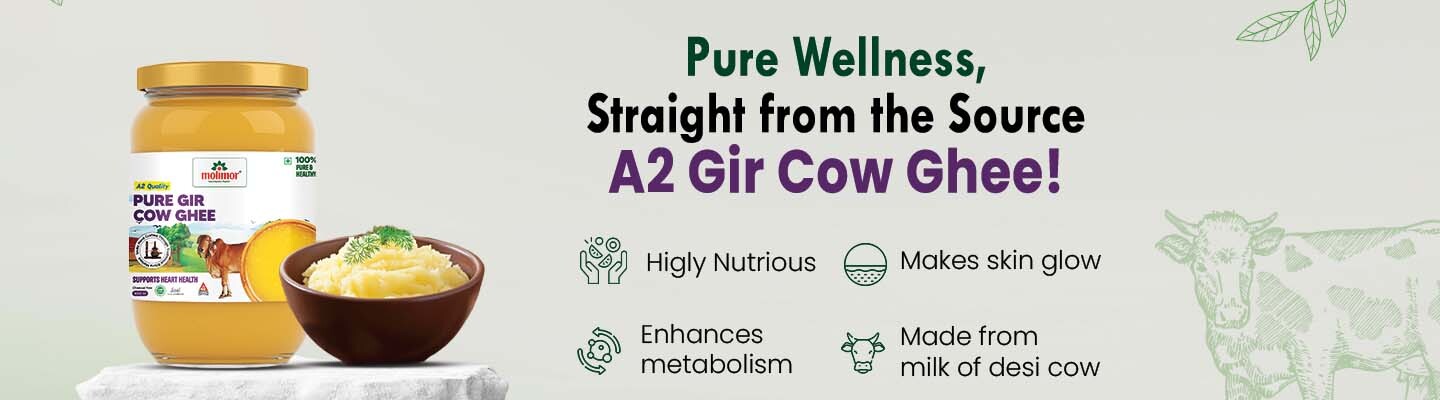 Pure Wellness,
Straight from the Source
A2 Gir Cow Ghee!
Higly Nutrious
Makes skin glow
Enhances
metabolism
Made from
milk of desi cow
molimor
100%
PURE &
HEALTHY
A2 Quality
PURE GIR
COW GHEE
SUPPORTS HEART HEALTH